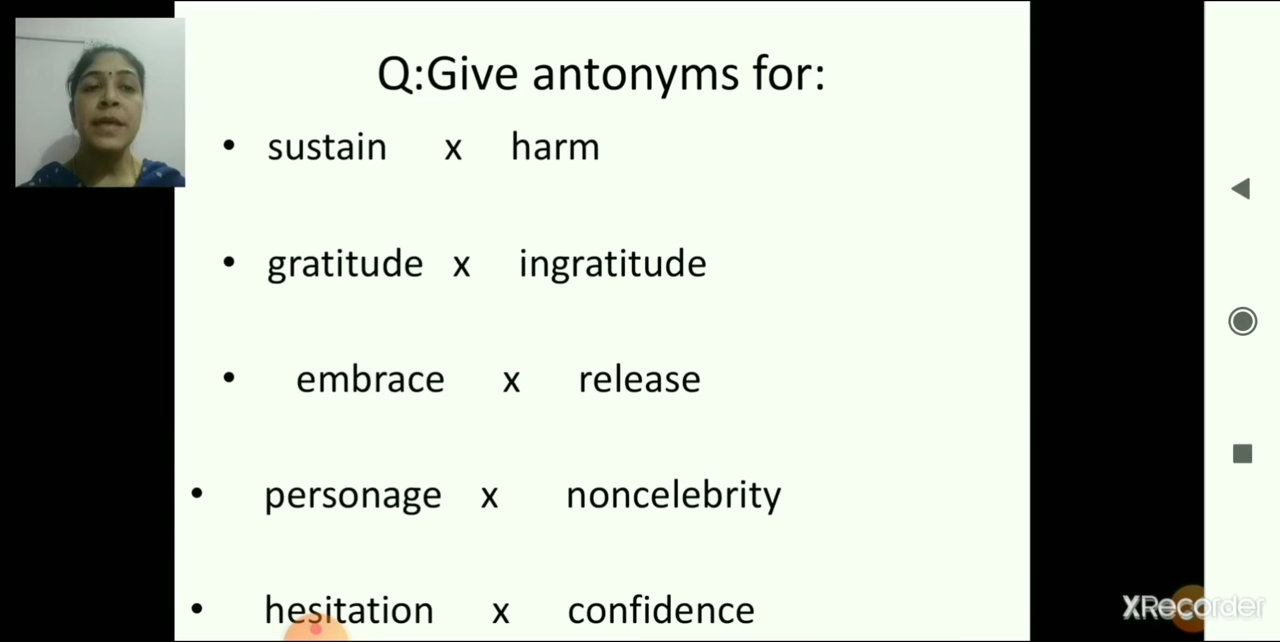 Q:Give antonyms for:
• sustain x harm
• gratitude x ingratitude
• embrace x release
• personage x noncelebrity
• hesitation x confidence
XRecorder